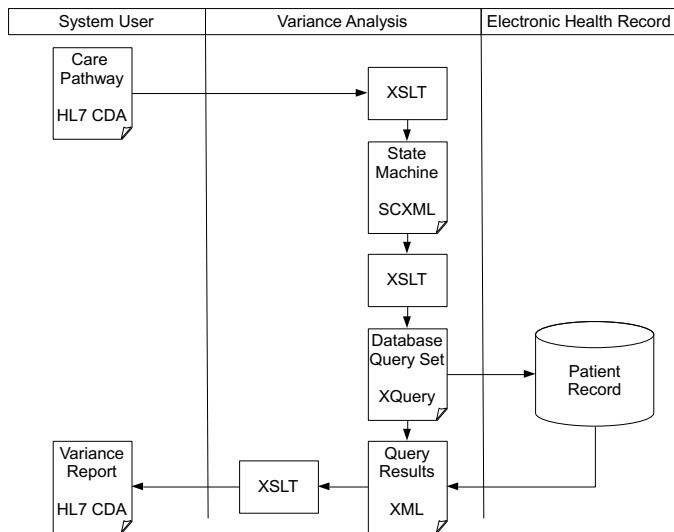 System User
Variance Analysis
Electronic Health Record
Care
Pathway
HL7 CDA
XSLT
State
Machine
SCXML
XSLT
Database
Query Set
XQuery
Patient
Record
Variance
Report
HL7 CDA
XSLT
Query
Results
XML